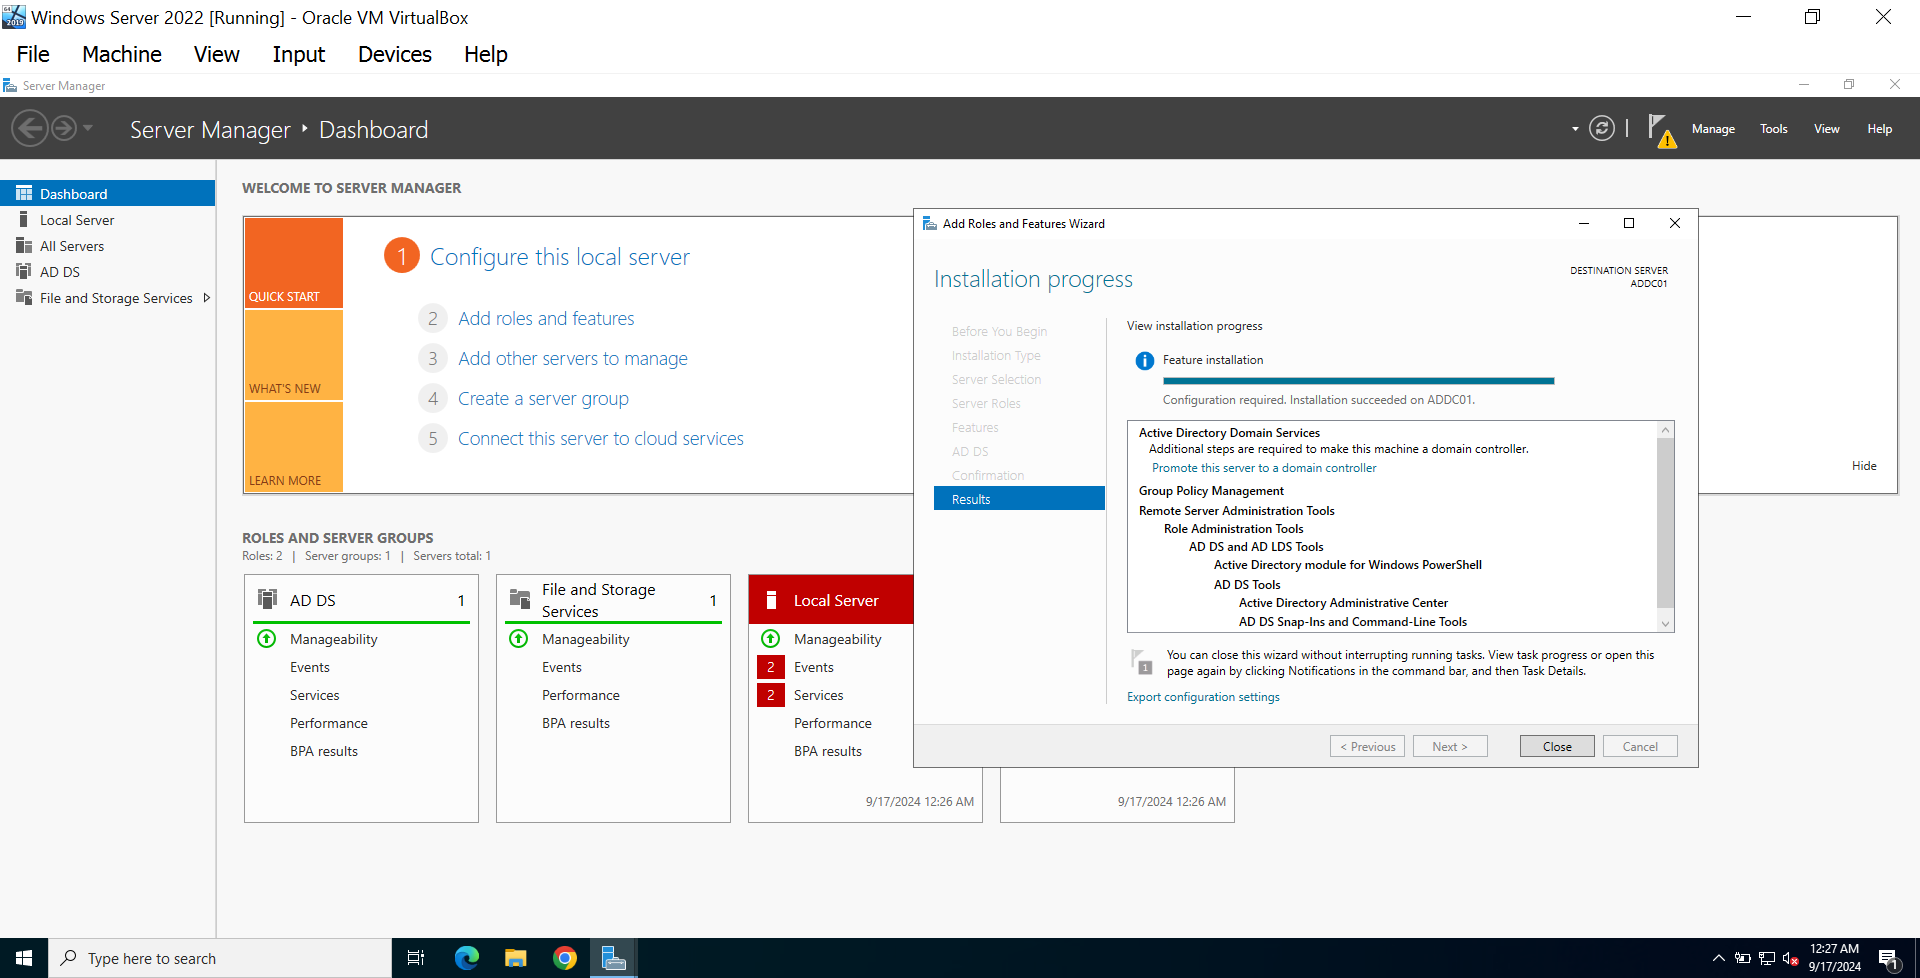 Windows Server 2022 [Running] - Oracle VM VirtualBox
File Machine View Input Devices Help
Server Manager
Server Manager ‣ Dashboard
Manage Tools View Help
Dashboard
Local Server
All Servers
AD DS
File and Storage Services
WELCOME TO SERVER MANAGER
QUICK START
WHAT'S NEW
LEARN MORE
1 Configure this local server
2 Add roles and features
3 Add other servers to manage
4 Create a server group
5 Connect this server to cloud services
Hide
ROLES AND SERVER GROUPS
Roles: 2 | Server groups: 1 | Servers total: 1
AD DS 1
Manageability
Events
Services
Performance
BPA results
File and Storage
Services 1
Manageability
Events
Performance
BPA results
Local Server
Manageability
2 Events
2 Services
Performance
BPA results
9/17/2024 12:26 AM
9/17/2024 12:26 AM
Add Roles and Features Wizard
Installation progress
DESTINATION SERVER
ADDC01
Before You Begin
Installation Type
Server Selection
Server Roles
Features
AD DS
Confirmation
Results
View installation progress
Feature installation
Configuration required. Installation succeeded on ADDC01.
Active Directory Domain Services
Additional steps are required to make this machine a domain controller.
Promote this server to a domain controller
Group Policy Management
Remote Server Administration Tools
Role Administration Tools
AD DS and AD LDS Tools
Active Directory module for Windows PowerShell
AD DS Tools
Active Directory Administrative Center
AD DS Snap-Ins and Command-Line Tools
1
You can close this wizard without interrupting running tasks. View task progress or open this
page again by clicking Notifications in the command bar, and then Task Details.
Export configuration settings
< Previous Next > Close Cancel
Type here to search
12:27 AM
9/17/2024
1